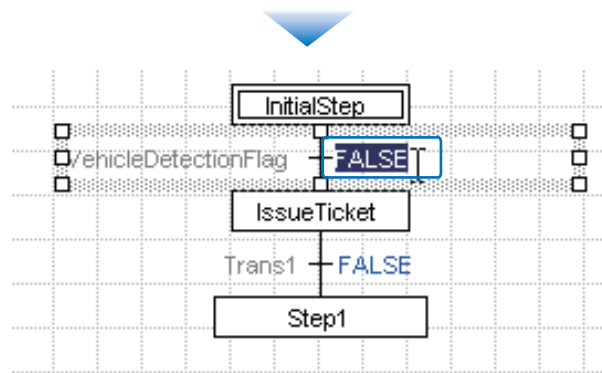 InitialStep
VehicleDetectionFlag FALSE
IssueTicket
Trans1 FALSE
Step1